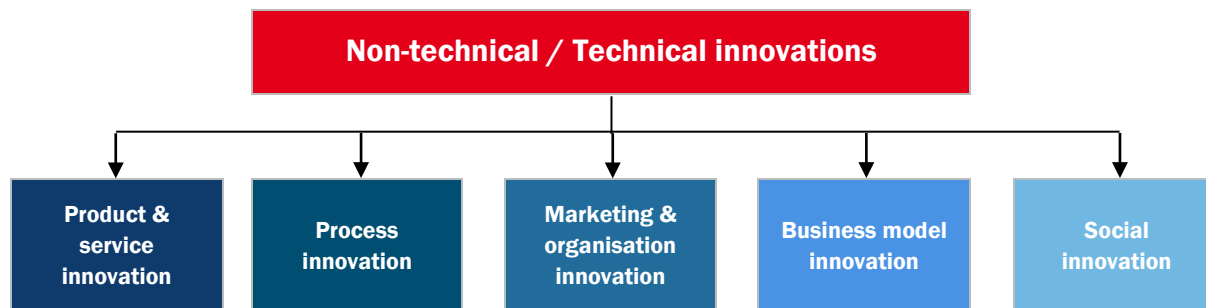 Non-technical / Technical innovations
Product &
service
innovation
Process
innovation
Marketing &
organisation
innovation
Business model
innovation
Social
innovation